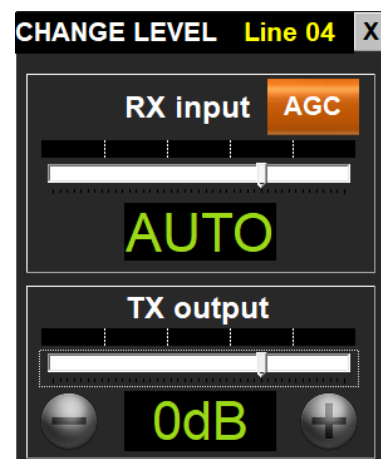 CHANGE LEVEL Line 04 X
RX input AGC
AUTO
TX output
- 0dB +